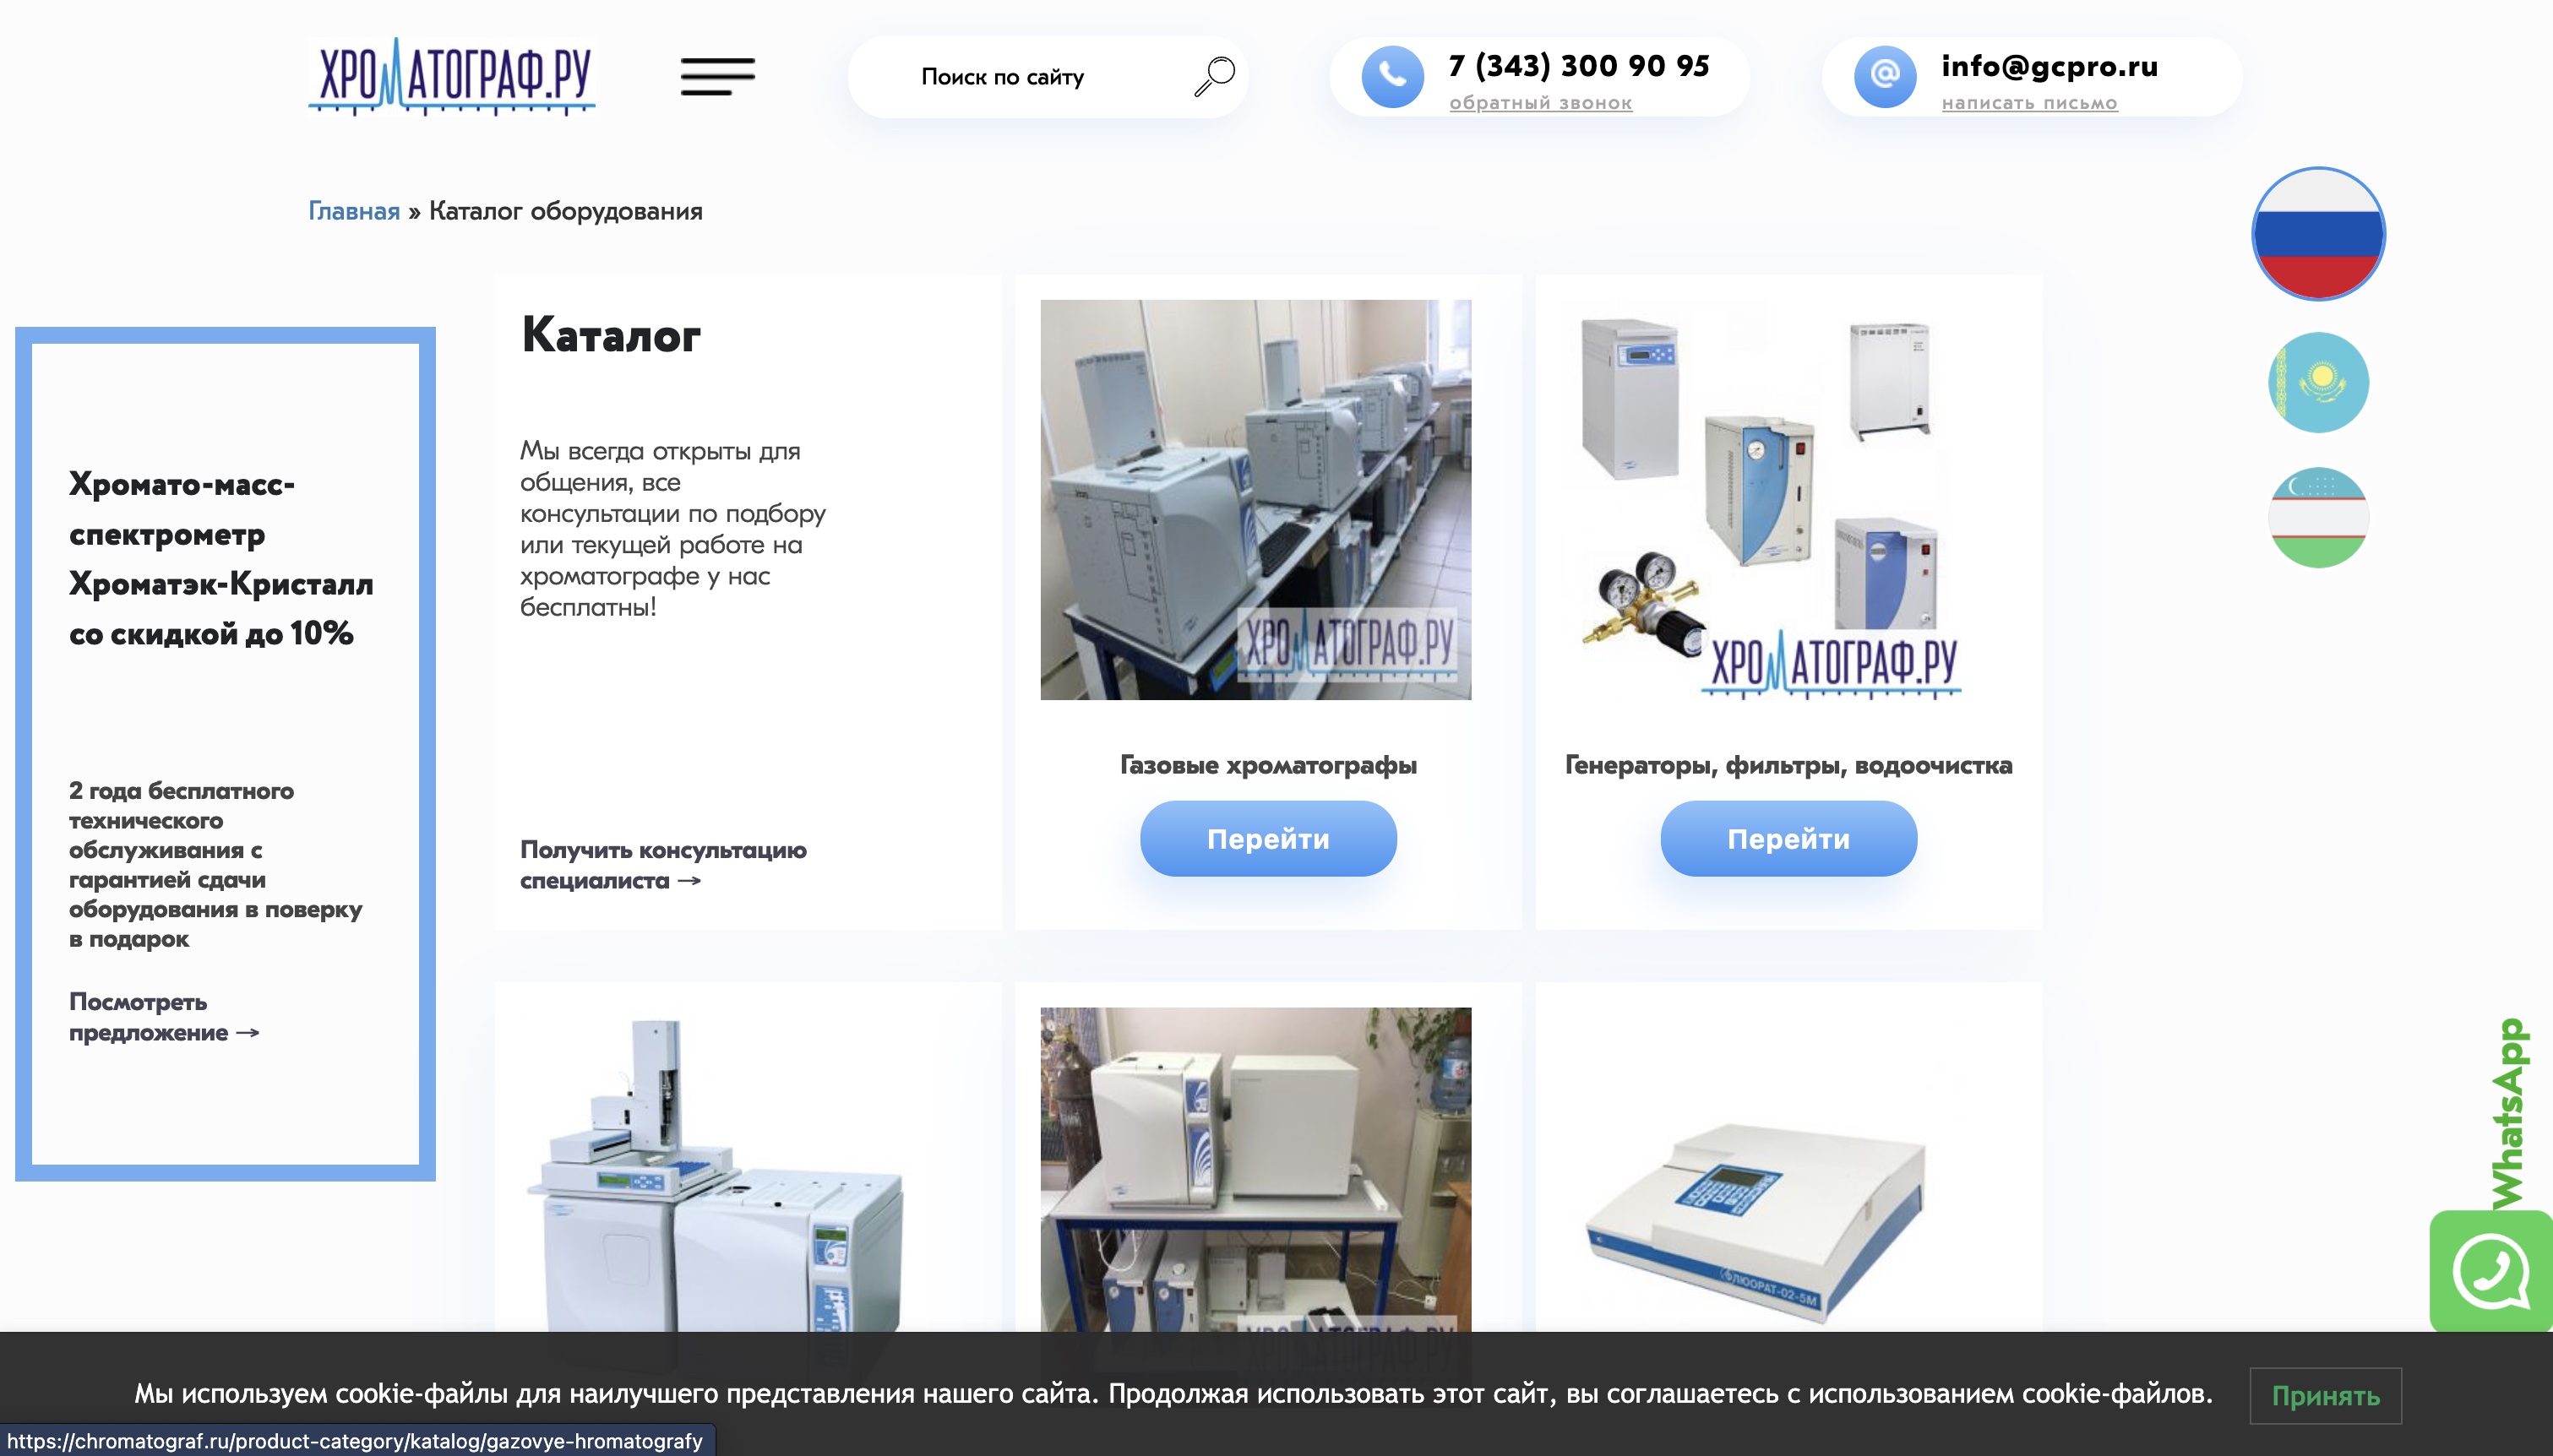 ХРОМАТОГРАФ.РУ
Поиск по сайту
7 (343) 300 90 95
обратный звонок
info@gcpro.ru
написать письмо
Главная » Каталог оборудования
Хромато-масс-
спектрометр
Хроматэк-Кристалл
со скидкой до 10%
2 года бесплатного
технического
обслуживания с
гарантией сдачи
оборудования в поверку
в подарок
Посмотреть
предложение →
Каталог
Мы всегда открыты для
общения, все
консультации по подбору
или текущей работе на
хроматографе у нас
бесплатны!
Получить консультацию
специалиста →
ХРОМАТОГРАФ.РУ
Газовые хроматографы
Перейти
ХРОМАТОГРАФ.РУ
Генераторы, фильтры, водоочистка
Перейти
ХРОМАТОГРАФ.РУ
ФЛЮОРАТ-02-5М
WhatsApp
Мы используем cookie-файлы для наилучшего представления нашего сайта. Продолжая использовать этот сайт, вы соглашаетесь с использованием cookie-файлов.
Принять
https://chromatograf.ru/product-category/katalog/gazovye-hromatografy